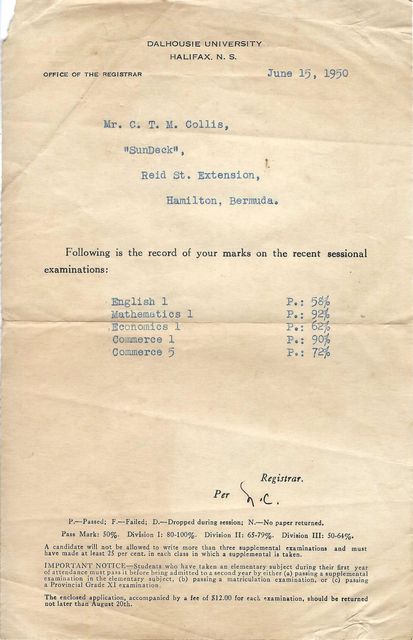 DALHOUSIE UNIVERSITY
HALIFAX, N. S.
OFFICE OF THE REGISTRAR
June 15, 1950
Mr. C. T. M. Collis,
"SunDeck",
Reid St. Extension,
Hamilton, Bermuda.
Following is the record of your marks on the recent sessional
examinations:
English 1 P.: 58%
Mathematics 1 P.: 92%
Economics 1 P.: 62%
Commerce 1 P.: 90%
Commerce 5 P.: 72%
Registrar.
Per N.C.
P.—Passed; F.—Failed; D.—Dropped during session; N.—No paper returned.
Pass Mark: 50%. Division I: 80-100%. Division II: 65-79%. Division III: 50-64%.
A candidate will not be allowed to write more than three supplemental examinations and must
have made at least 25 per cent. in each class in which a supplemental is taken.
IMPORTANT NOTICE—Students who have taken an elementary subject during their first year
of attendance must pass it before being admitted to a second year by either (a) passing a supplemental
examination in the elementary subject, (b) passing a matriculation examination, or (c) passing
a Provincial Grade XI examination.
The enclosed application, accompanied by a fee of $12.00 for each examination, should be returned
not later than August 20th.